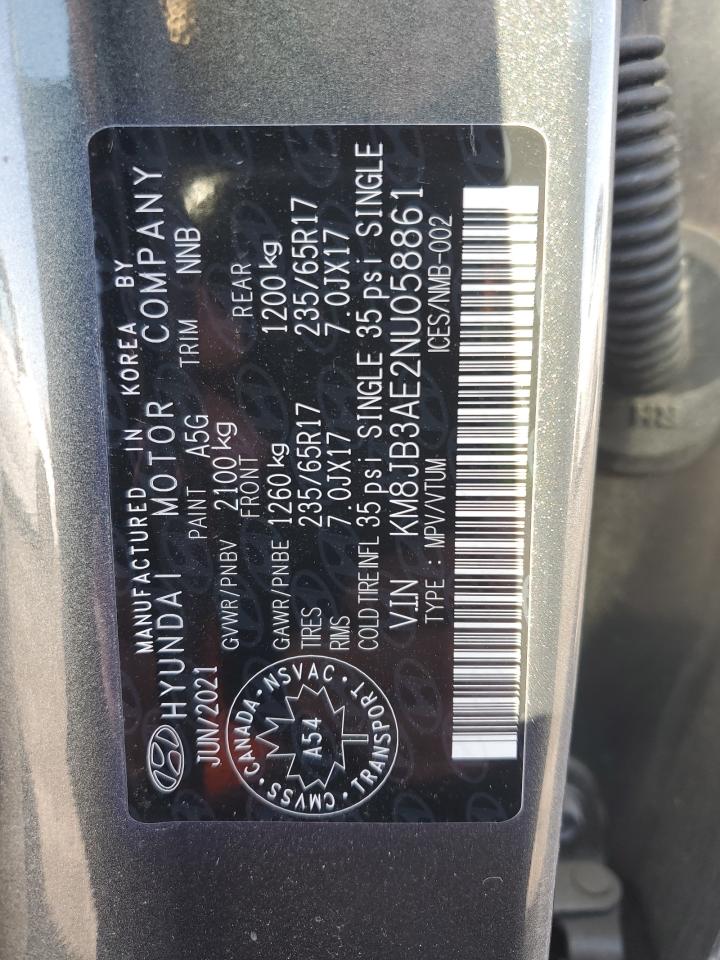 MANUFACTURED IN KOREA BY
HYUNDAI MOTOR COMPANY
JUN/2021 PAINT A5G TRIM NNB
GVWR/PNBV 2100kg
FRONT REAR
GAWR/PNBE 1260kg 1200kg
TIRES 235/65R17 235/65R17
RIMS 7.0JX17 7.0JX17
COLD TIRE INFL 35 psi SINGLE 35 psi SINGLE
VIN KM8JB3AE2NU058861
TYPE : MPV/VTUM ICES/NMB-002
CANADA · NSVAC ·
TRANSPORT · CMVSS ·
A54
HN